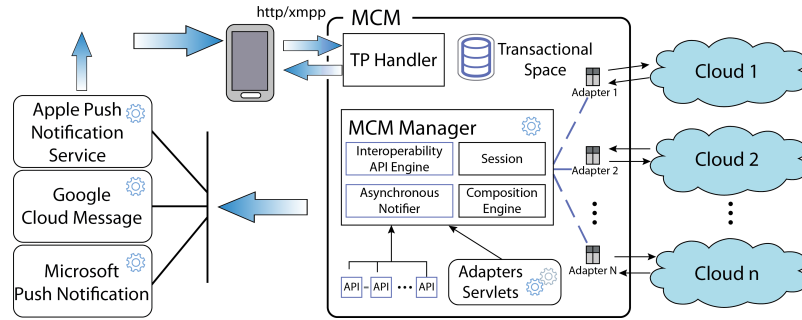 http/xmpp
MCM
TP Handler
Transactional
Space
Adapter 1
Cloud 1
Apple Push
Notification
Service
MCM Manager
Interoperability
API Engine
Session
Asynchronous
Notifier
Composition
Engine
Adapter 2
Cloud 2
Google
Cloud Message
Microsoft
Push Notification
API
API
API
Adapters
Servlets
Adapter N
Cloud n